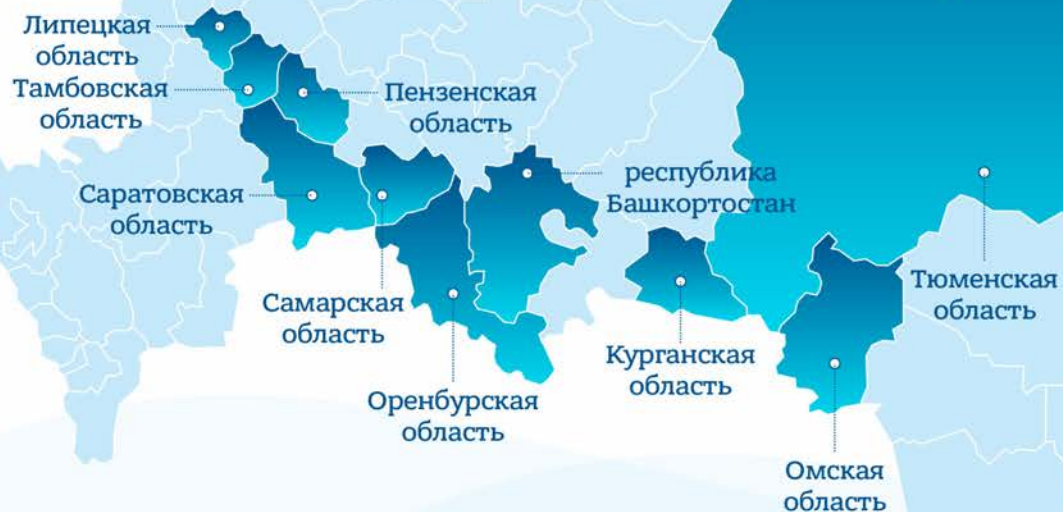 Липецкая
область
Тамбовская
область
Пензенская
область
Саратовская
область
республика
Башкортостан
Самарская
область
Тюменская
область
Курганская
область
Оренбурская
область
Омская
область